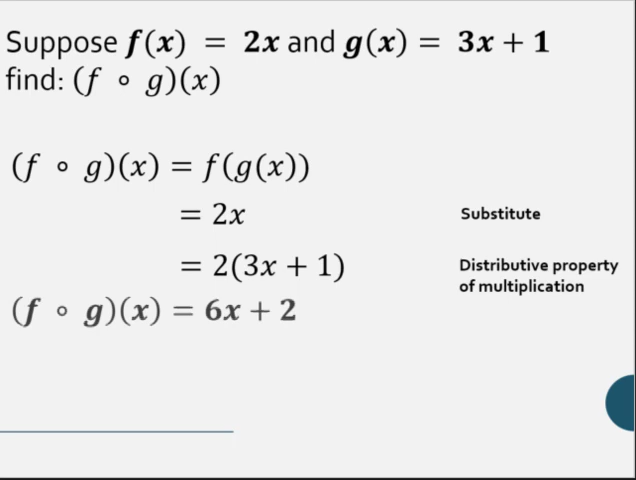 Suppose f(x) = 2x and g(x) = 3x + 1
find: (f ∘ g)(x)
(f ∘ g)(x) = f(g(x))
= 2x Substitute
= 2(3x + 1) Distributive property
of multiplication
(f ∘ g)(x) = 6x + 2